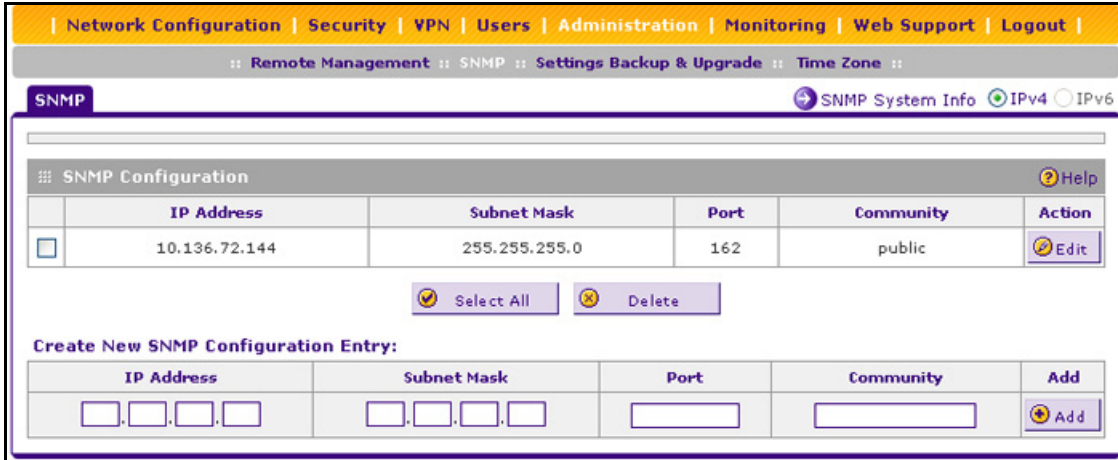 | Network Configuration | Security | VPN | Users | Administration | Monitoring | Web Support | Logout |
:: Remote Management :: SNMP :: Settings Backup & Upgrade :: Time Zone ::
SNMP SNMP System Info IPv4 IPv6
SNMP Configuration Help
IP Address Subnet Mask Port Community Action
10.136.72.144 255.255.255.0 162 public Edit
Select All Delete
Create New SNMP Configuration Entry:
IP Address Subnet Mask Port Community Add
. . . . . . Add